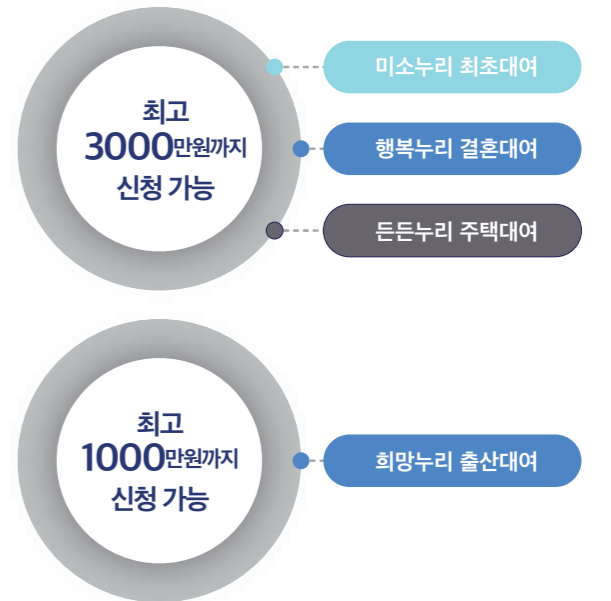 최고
3000만원까지
신청 가능
미소누리 최초대여
행복누리 결혼대여
든든누리 주택대여
최고
1000만원까지
신청 가능
희망누리 출산대여